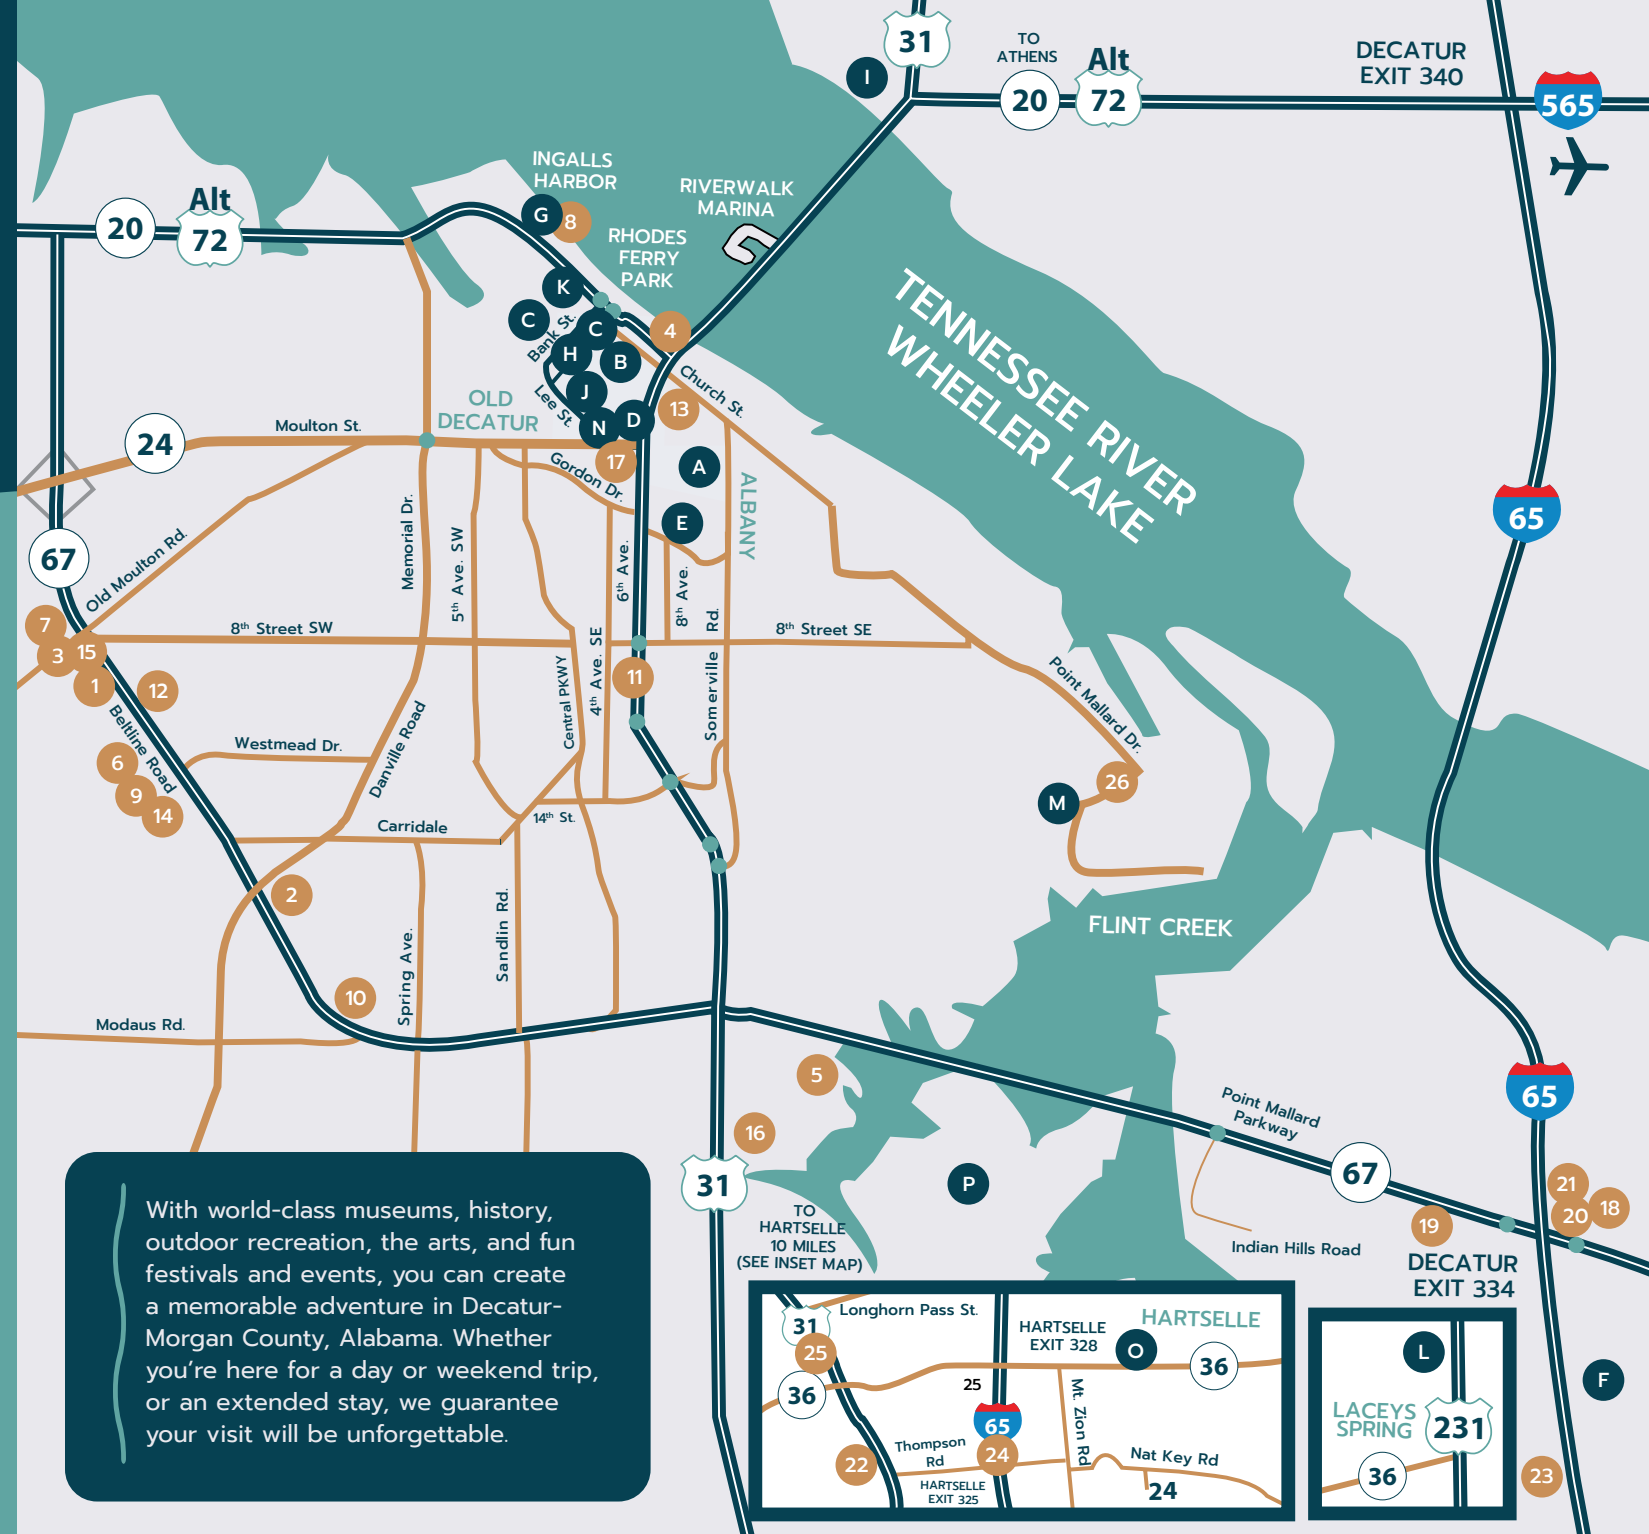 31
TO
ATHENS
20
Alt
72
DECATUR
EXIT 340
565
I
20
Alt
72
INGALLS
HARBOR
G
8
RIVERWALK
MARINA
RHODES
FERRY
PARK
K
C
Bank St.
C
4
H
B
J
Lee St.
N
D
Church St.
13
TENNESSEE RIVER
WHEELER LAKE
OLD
DECATUR
24
Moulton St.
17
Gordon Dr.
A
E
ALBANY
65
67
Old Moulton Rd.
Memorial Dr.
5th Ave. SW
6th Ave.
8th Ave.
7
3
15
1
12
8th Street SW
8th Street SE
4th Ave. SE
Central PKWY
11
Somerville Rd.
Point Mallard Dr.
26
M
Beltline Road
Westmead Dr.
Danville Road
6
9
14
Carridale
14th St.
2
Spring Ave.
Sandlin Rd.
FLINT CREEK
10
Modaus Rd.
5
16
31
P
65
Point Mallard
Parkway
67
21
20
18
19
Indian Hills Road
DECATUR
EXIT 334
TO
HARTSELLE
10 MILES
(SEE INSET MAP)
With world-class museums, history,
outdoor recreation, the arts, and fun
festivals and events, you can create
a memorable adventure in Decatur-
Morgan County, Alabama. Whether
you're here for a day or weekend trip,
or an extended stay, we guarantee
your visit will be unforgettable.
31
Longhorn Pass St.
25
36
HARTSELLE
EXIT 328
HARTSELLE
O
36
25
65
Mt. Zion Rd
Thompson
Rd
24
22
HARTSELLE
EXIT 325
Nat Key Rd
24
L
LACEYS
SPRING
231
36
F
23